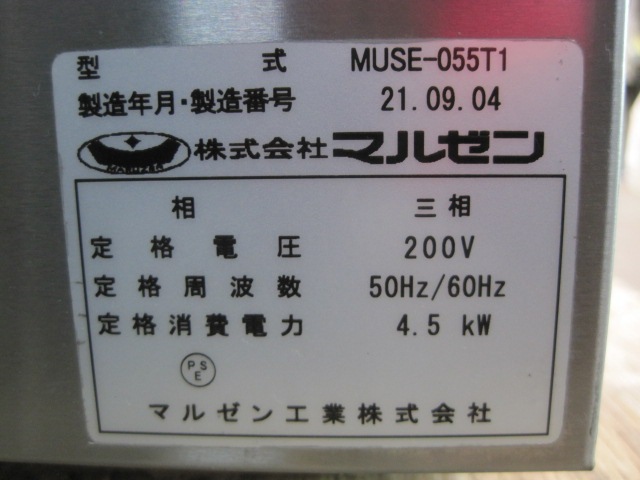 型式 MUSE-055T1
製造年月・製造番号 21.09.04
MARUZEN 株式会社マルゼン
相 三相
定格電圧 200V
定格周波数 50Hz/60Hz
定格消費電力 4.5 kW
PS
E
マルゼン工業株式会社